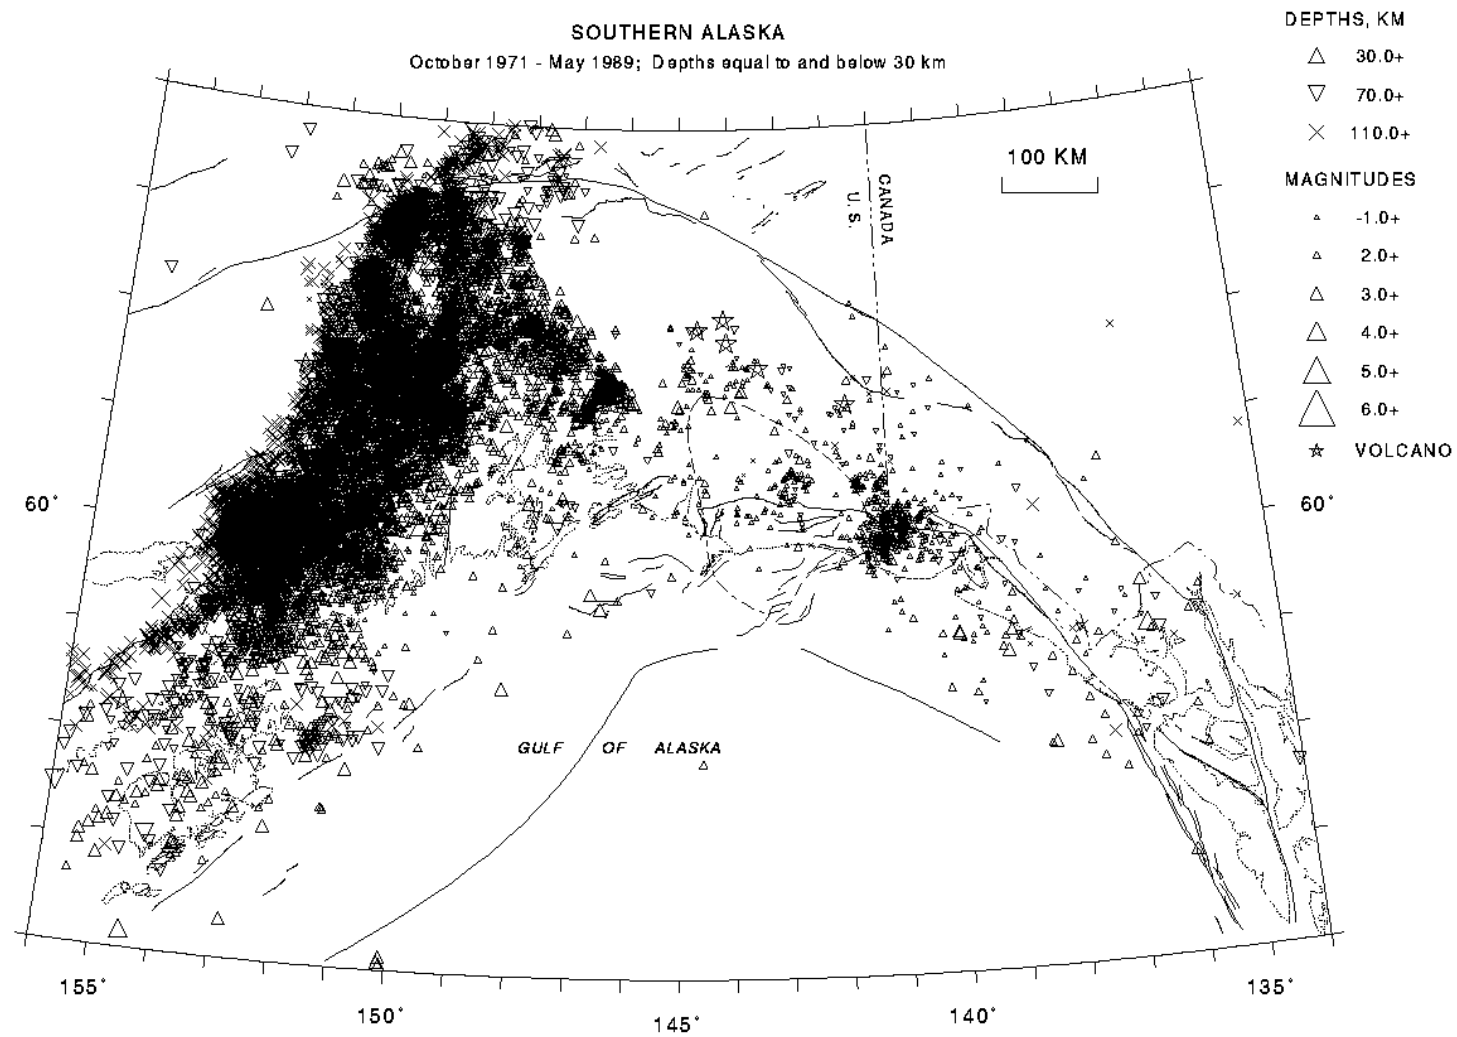 SOUTHERN ALASKA
October 1971 - May 1989; Depths equal to and below 30 km
DEPTHS, KM
30.0+
70.0+
110.0+
MAGNITUDES
-1.0+
2.0+
3.0+
4.0+
5.0+
6.0+
VOLCANO
100 KM
CANADA
U.S.
60°
60°
GULF OF ALASKA
155°
150°
145°
140°
135°